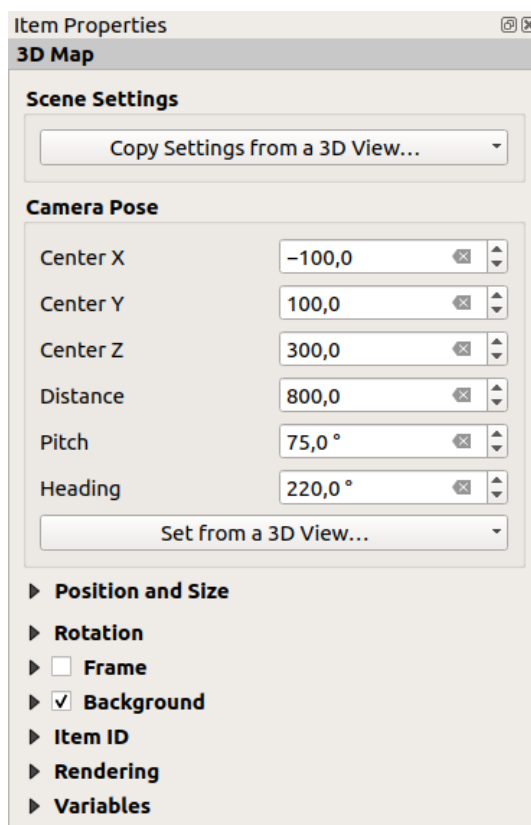 Item Properties
3D Map
Scene Settings
Copy Settings from a 3D View...
Camera Pose
Center X −100,0
Center Y 100,0
Center Z 300,0
Distance 800,0
Pitch 75,0 °
Heading 220,0 °
Set from a 3D View...
Position and Size
Rotation
Frame
Background
Item ID
Rendering
Variables